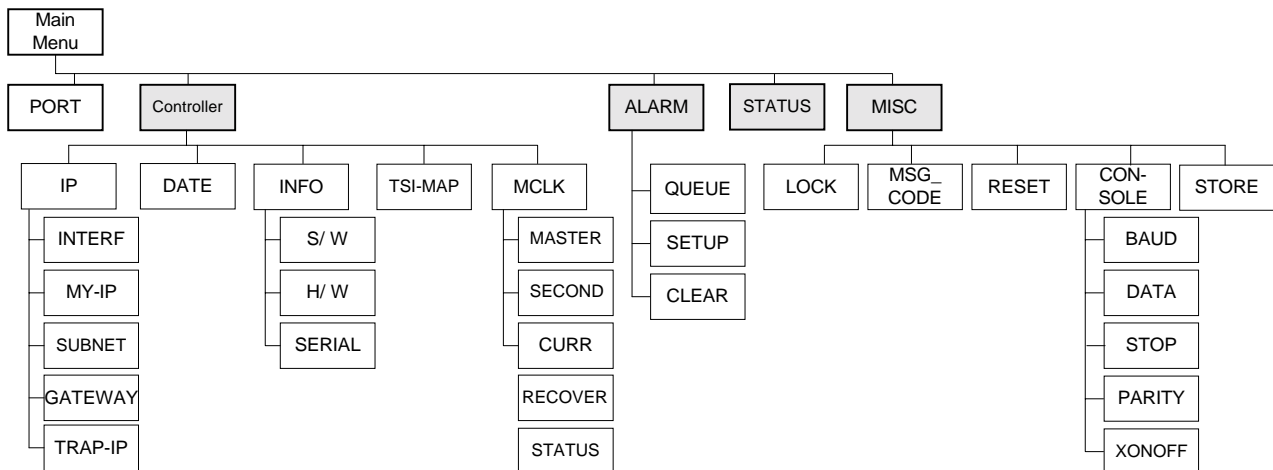 Main
Menu
PORT
Controller
ALARM
STATUS
MISC
IP
DATE
INFO
TSI-MAP
MCLK
QUEUE
SETUP
CLEAR
LOCK
MSG_
CODE
RESET
CON-
SOLE
STORE
INTERF
MY-IP
SUBNET
GATEWAY
TRAP-IP
S/ W
H/ W
SERIAL
MASTER
SECOND
CURR
RECOVER
STATUS
BAUD
DATA
STOP
PARITY
XONOFF